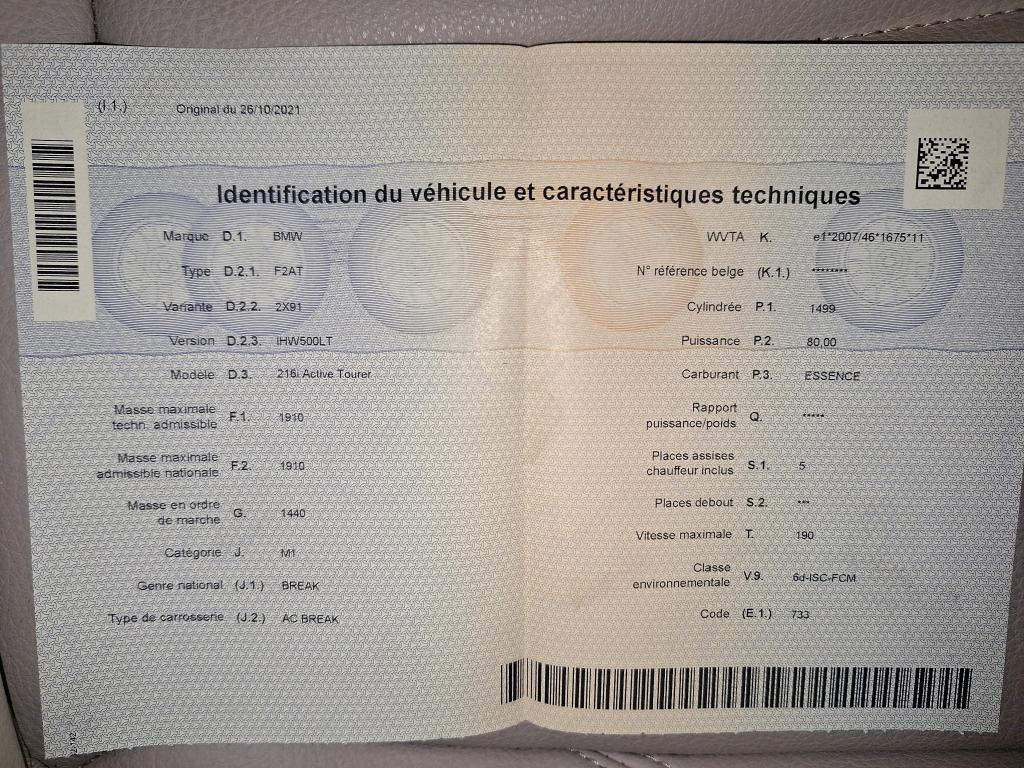 (I.1.) Original du 26/10/2021
Identification du véhicule et caractéristiques techniques
Marque D.1. BMW
Type D.2.1. F2AT
Variante D.2.2. 2X91
Version D.2.3. IHW500LT
Modèle D.3. 216i Active Tourer
Masse maximale
techn. admissible F.1. 1910
Masse maximale
admissible nationale F.2. 1910
Masse en ordre
de marche G. 1440
Catégorie J. M1
Genre national (J.1.) BREAK
Type de carrosserie (J.2.) AC BREAK
WVTA K. e1*2007/46*1675*11
N° référence belge (K.1.) ********
Cylindrée P.1. 1499
Puissance P.2. 80,00
Carburant P.3. ESSENCE
Rapport
puissance/poids Q. *****
Places assises
chauffeur inclus S.1. 5
Places debout S.2. ***
Vitesse maximale T. 190
Classe
environnementale V.9. 6d-ISC-FCM
Code (E.1.) 733